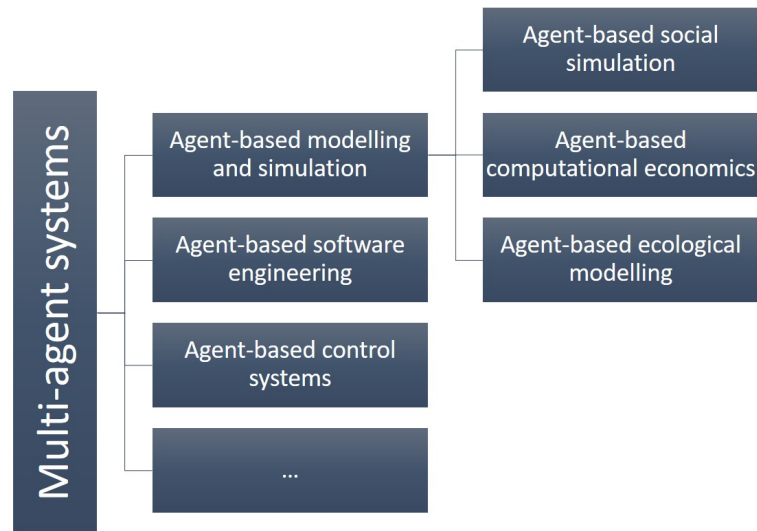 Multi-agent systems
Agent-based modelling
and simulation
Agent-based software
engineering
Agent-based control
systems
...
Agent-based social
simulation
Agent-based
computational economics
Agent-based ecological
modelling